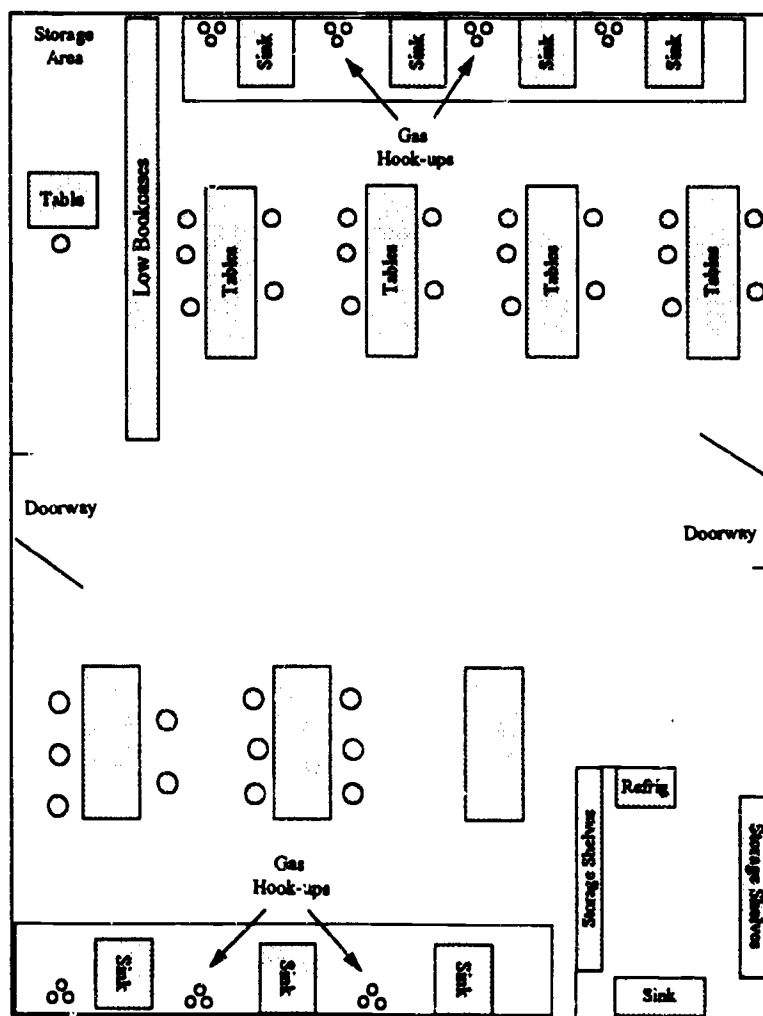 Storage
Area
Sink
Sink
Sink
Sink
Gas
Hook-ups
Table
Low Bookcases
Tables
Tables
Tables
Tables
Doorway
Doorway
Refrig
Storage Shelves
Storage Shelves
Gas
Hook-ups
Sink
Sink
Sink
Sink